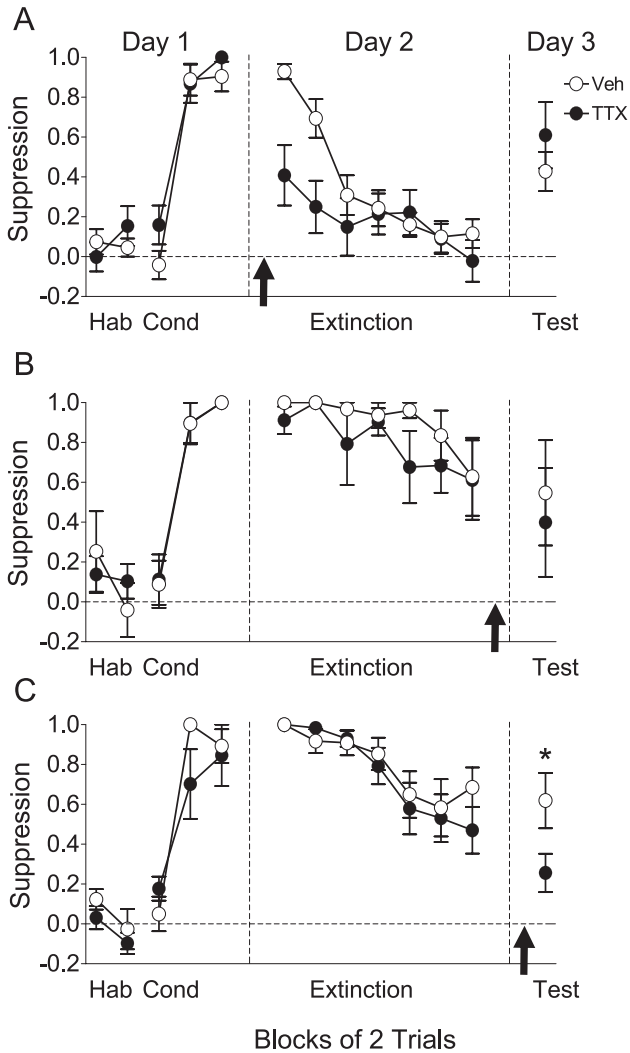 A
Day 1 Day 2 Day 3
Veh
TTX
Suppression
1.0
0.8
0.6
0.4
0.2
0.0
-0.2
Hab Cond Extinction Test
B
Suppression
1.0
0.8
0.6
0.4
0.2
0.0
-0.2
Hab Cond Extinction Test
C
Suppression
1.0
0.8
0.6
0.4
0.2
0.0
-0.2
*
Hab Cond Extinction Test
Blocks of 2 Trials